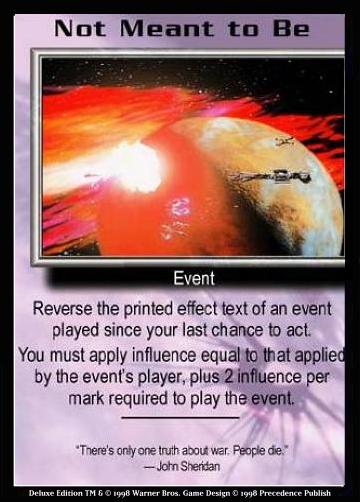 Not Meant to Be
Event
Reverse the printed effect text of an event
played since your last chance to act.
You must apply influence equal to that applied
by the event's player, plus 2 influence per
mark required to play the event.
"There's only one truth about war. People die."
— John Sheridan
Deluxe Edition TM & © 1998 Warner Bros. Game Design © 1998 Precedence Publish